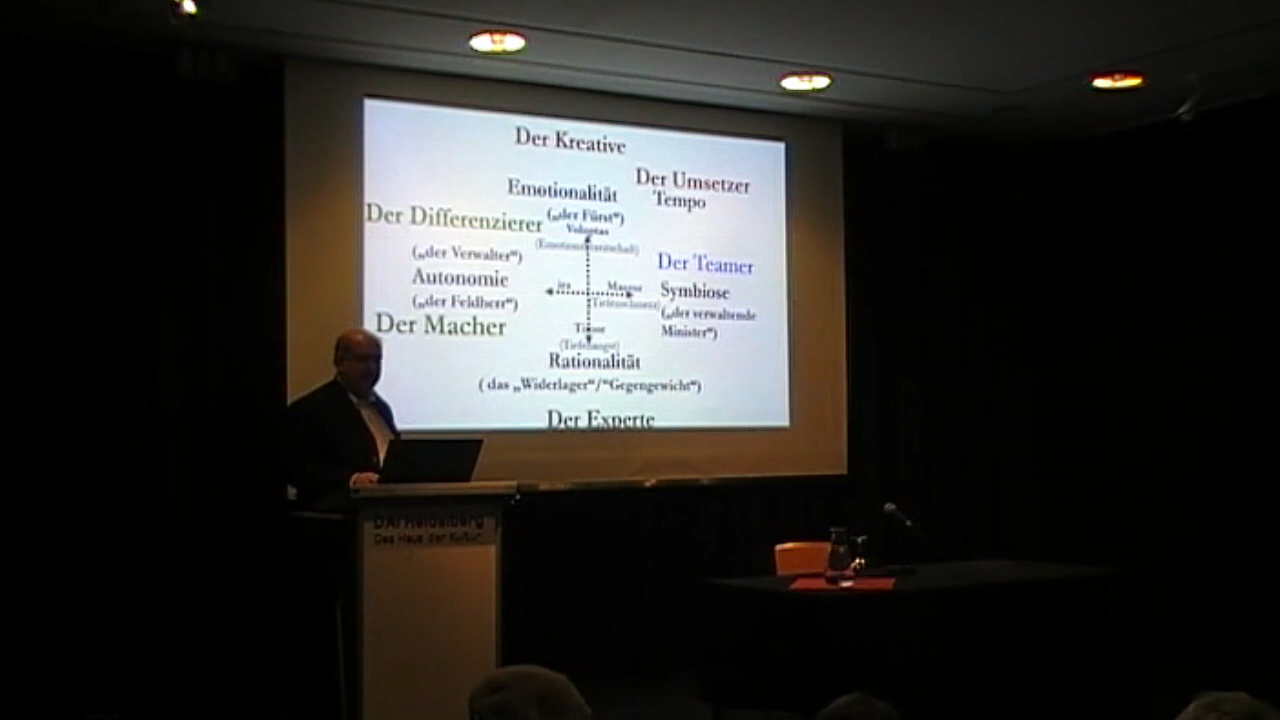 Der Kreative
Der Umsetzer
Emotionalität
Tempo
Der Differenzierer
(„der Fürst“)
Voluptas
(„der Verwalter“)
Der Teamer
Autonomie
Symbiose
(„der Feldherr“)
(„der verwaltende
Minister“)
Der Macher
Rationalität
( das „Widerlager“/“Gegengewicht“)
Der Experte
DAI Heidelberg
Das Haus der Kultur